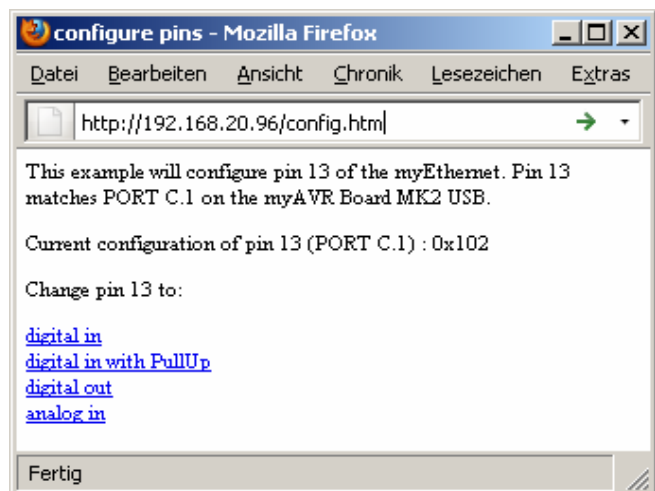 configure pins - Mozilla Firefox
Datei Bearbeiten Ansicht Chronik Lesezeichen Extras
http://192.168.20.96/config.htm
This example will configure pin 13 of the myEthernet. Pin 13
matches PORT C.1 on the myAVR Board MK2 USB.
Current configuration of pin 13 (PORT C.1) : 0x102
Change pin 13 to:
digital in
digital in with PullUp
digital out
analog in
Fertig